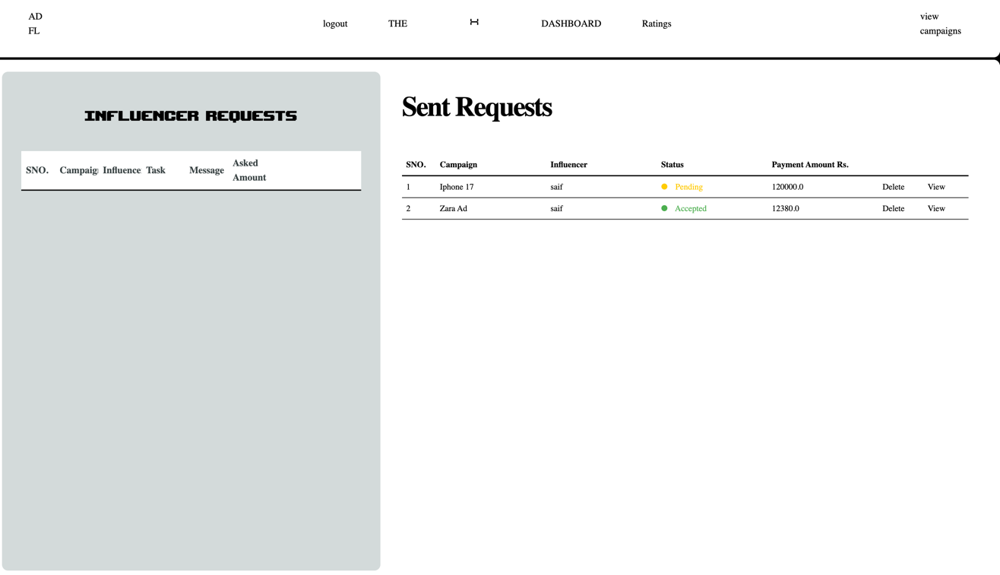 AD
FL
logout THE H DASHBOARD Ratings
view
campaigns
INFLUENCER REQUESTS
SNO. Campaig Influence Task Message Asked
Amount
Sent Requests
SNO. Campaign Influencer Status Payment Amount Rs.
1 Iphone 17 saif Pending 120000.0 Delete View
2 Zara Ad saif Accepted 12380.0 Delete View